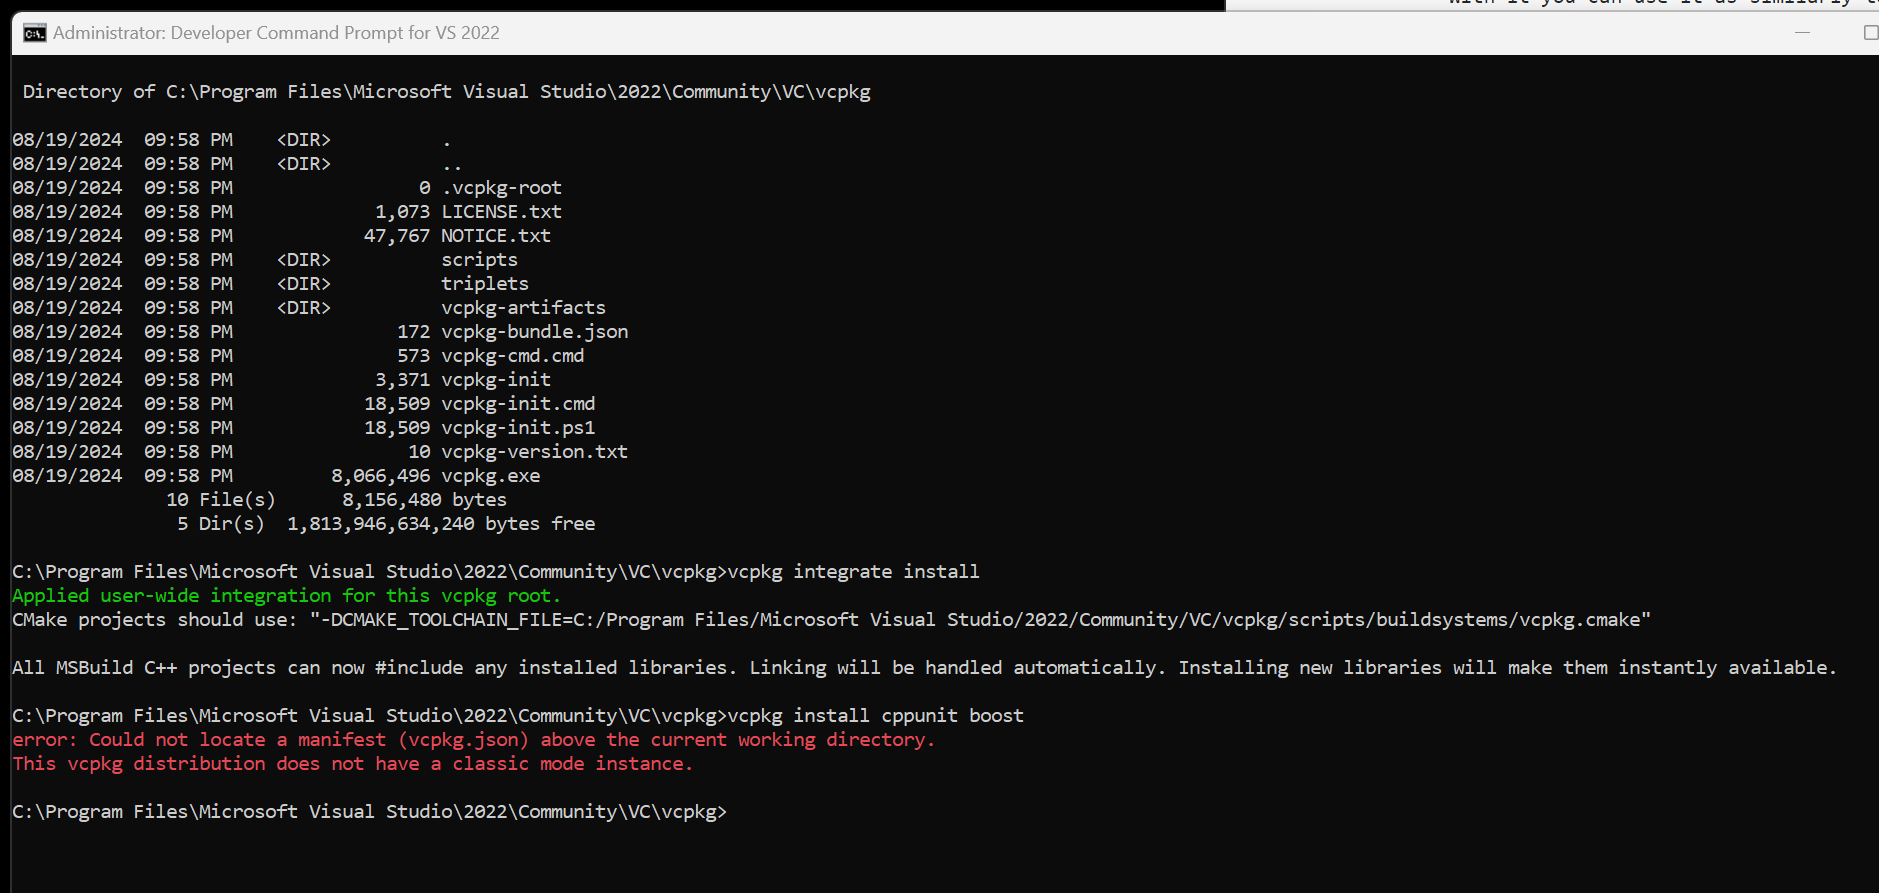 with it you can use it as similarly t
Administrator: Developer Command Prompt for VS 2022
Directory of C:\Program Files\Microsoft Visual Studio\2022\Community\VC\vcpkg
08/19/2024  09:58 PM    <DIR>          .
08/19/2024  09:58 PM    <DIR>          ..
08/19/2024  09:58 PM                 0 .vcpkg-root
08/19/2024  09:58 PM             1,073 LICENSE.txt
08/19/2024  09:58 PM            47,767 NOTICE.txt
08/19/2024  09:58 PM    <DIR>          scripts
08/19/2024  09:58 PM    <DIR>          triplets
08/19/2024  09:58 PM    <DIR>          vcpkg-artifacts
08/19/2024  09:58 PM               172 vcpkg-bundle.json
08/19/2024  09:58 PM               573 vcpkg-cmd.cmd
08/19/2024  09:58 PM             3,371 vcpkg-init
08/19/2024  09:58 PM            18,509 vcpkg-init.cmd
08/19/2024  09:58 PM            18,509 vcpkg-init.ps1
08/19/2024  09:58 PM                10 vcpkg-version.txt
08/19/2024  09:58 PM         8,066,496 vcpkg.exe
10 File(s)      8,156,480 bytes
5 Dir(s)  1,813,946,634,240 bytes free
C:\Program Files\Microsoft Visual Studio\2022\Community\VC\vcpkg>vcpkg integrate install
Applied user-wide integration for this vcpkg root.
CMake projects should use: "-DCMAKE_TOOLCHAIN_FILE=C:/Program Files/Microsoft Visual Studio/2022/Community/VC/vcpkg/scripts/buildsystems/vcpkg.cmake"
All MSBuild C++ projects can now #include any installed libraries. Linking will be handled automatically. Installing new libraries will make them instantly available.
C:\Program Files\Microsoft Visual Studio\2022\Community\VC\vcpkg>vcpkg install cppunit boost
error: Could not locate a manifest (vcpkg.json) above the current working directory.
This vcpkg distribution does not have a classic mode instance.
C:\Program Files\Microsoft Visual Studio\2022\Community\VC\vcpkg>